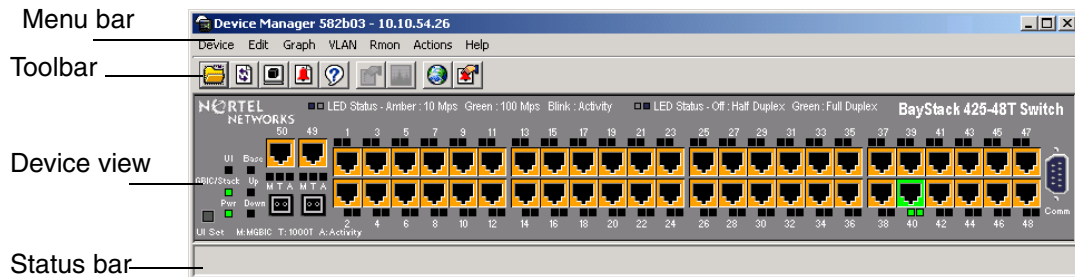 Menu bar
Toolbar
Device view
Status bar
Device Manager 582b03 - 10.10.54.26
Device Edit Graph VLAN Rmon Actions Help
NORTEL NETWORKS
LED Status - Amber : 10 Mps Green : 100 Mps Blink : Activity
LED Status - Off : Half Duplex Green : Full Duplex
BayStack 425-48T Switch
50 49 1 3 5 7 9 11 13 15 17 19 21 23 25 27 29 31 33 35 37 39 41 43 45 47
UI Base
GBIC/Stack Up
M T A M T A
Pwr Down
Comm
UI Set M:MGBIC T:1000T A:Activity
2 4 6 8 10 12 14 16 18 20 22 24 26 28 30 32 34 36 38 40 42 44 46 48